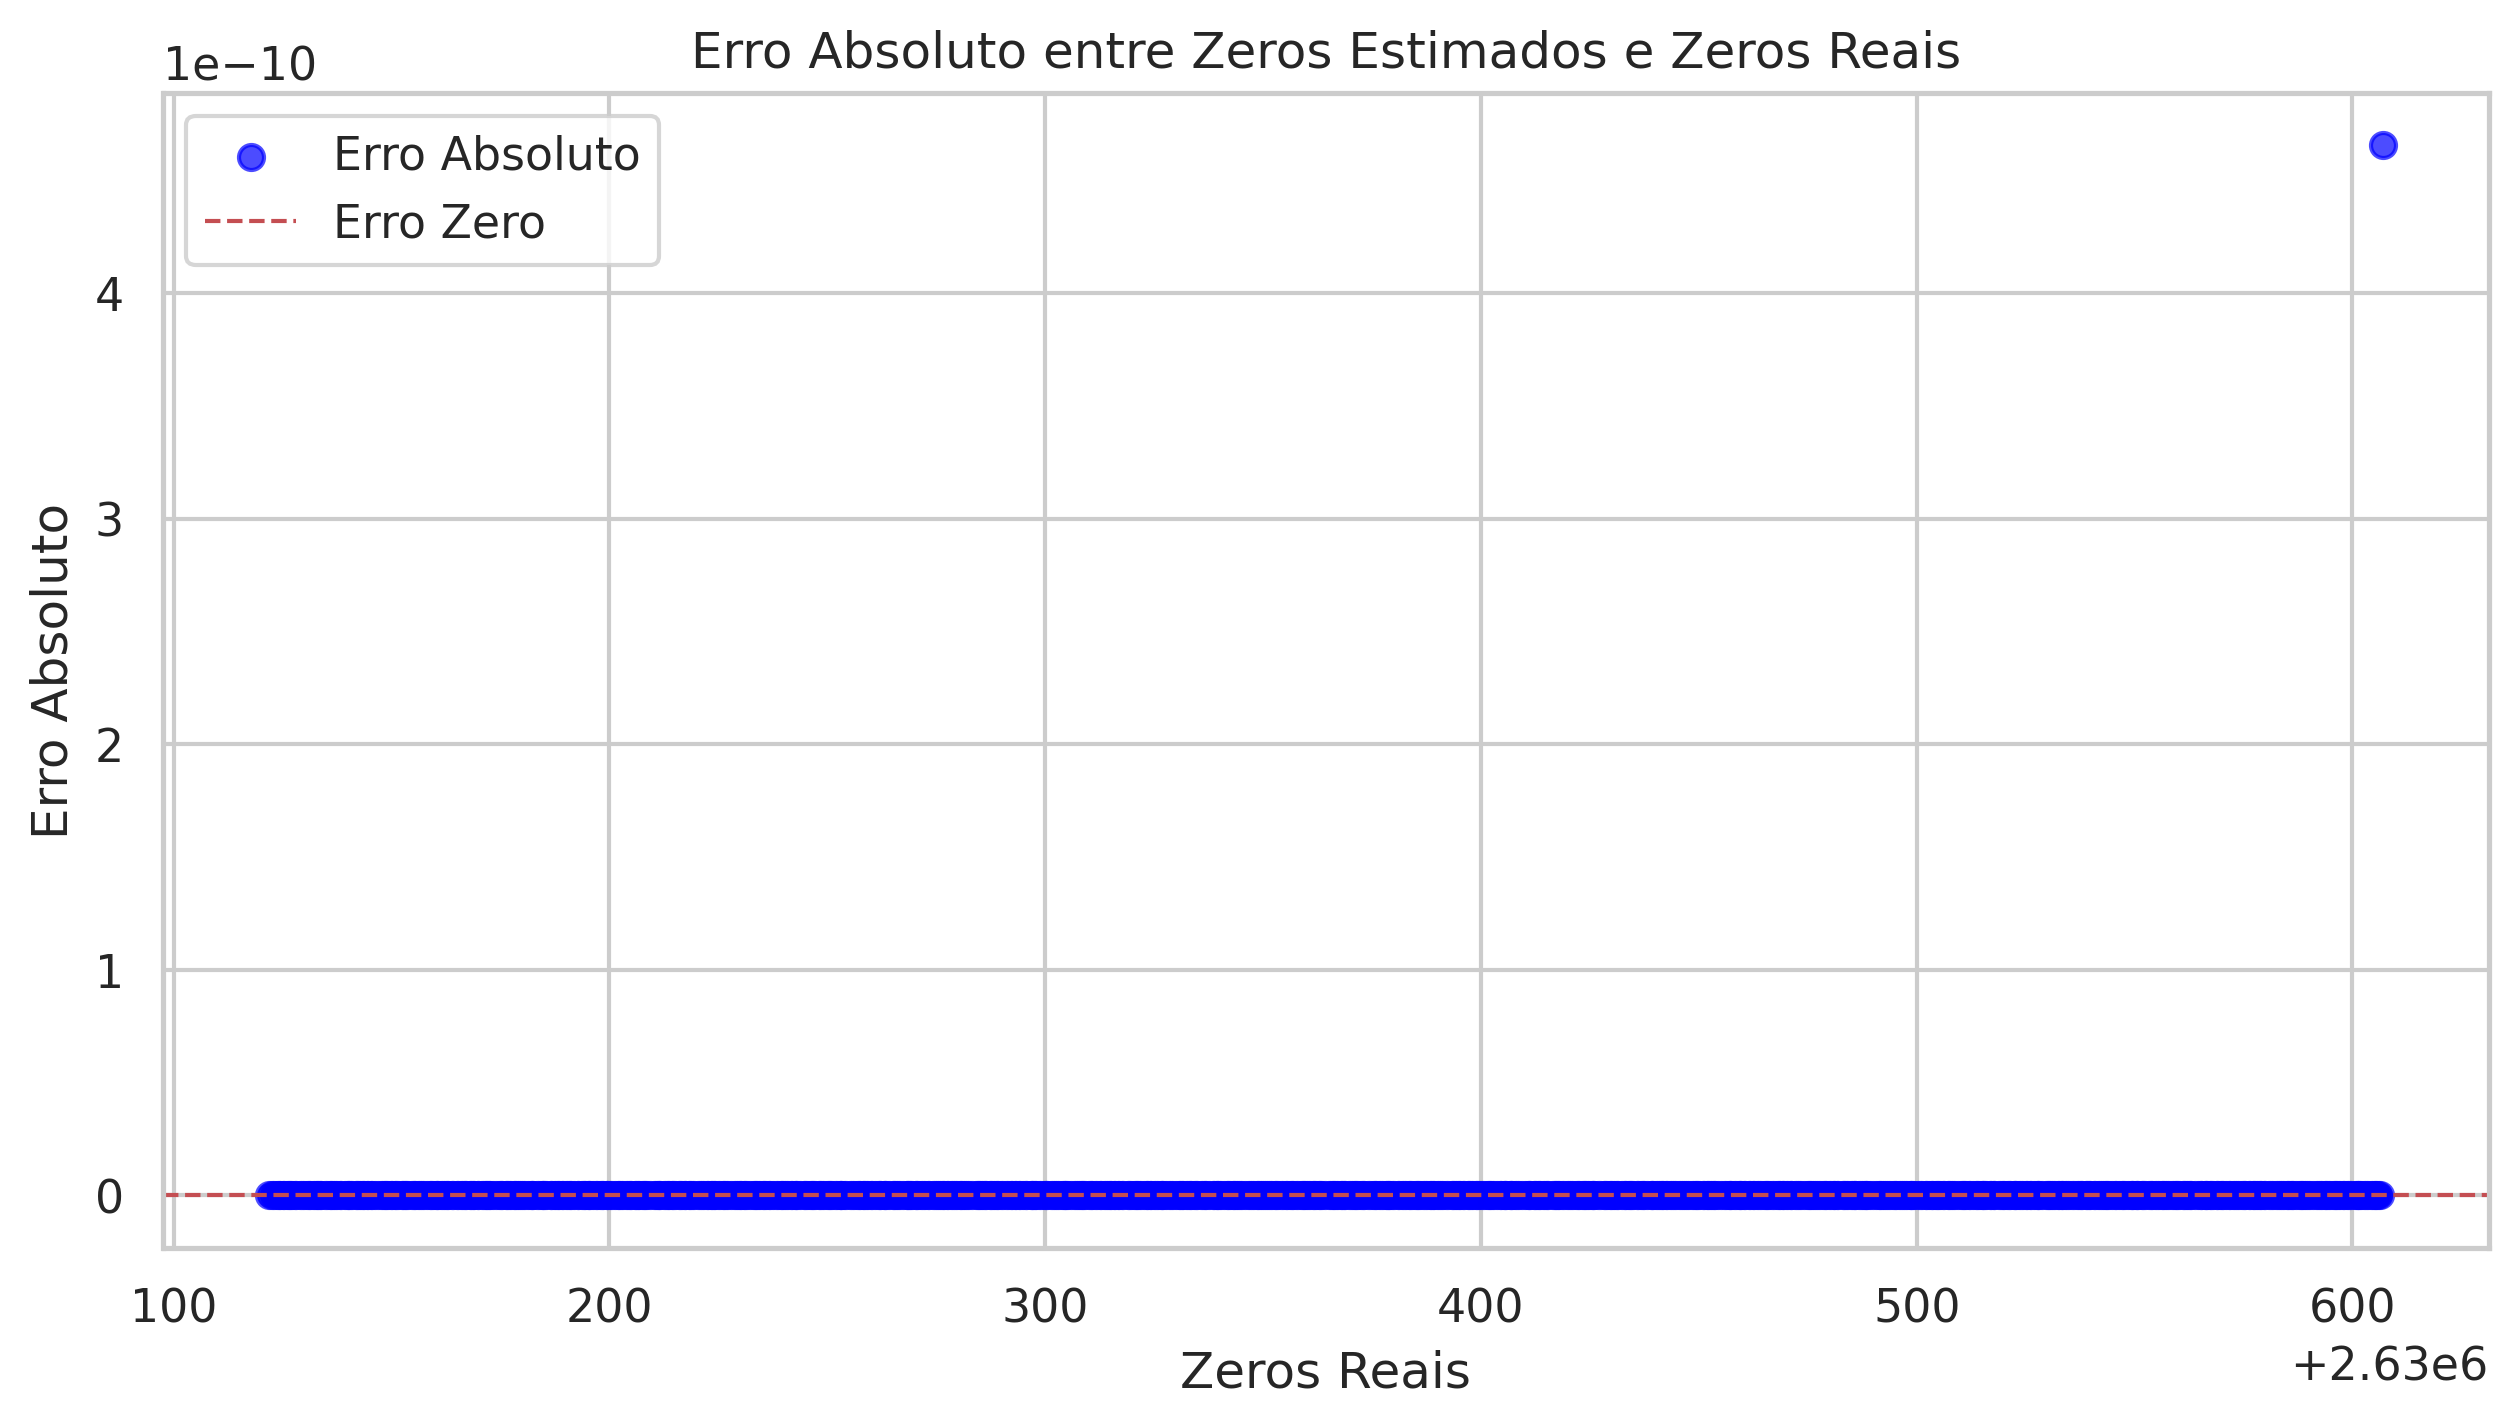 Erro Absoluto entre Zeros Estimados e Zeros Reais
1e−10
Erro Absoluto
Erro Zero
Erro Absoluto
4
3
2
1
0
100 200 300 400 500 600
+2.63e6
Zeros Reais